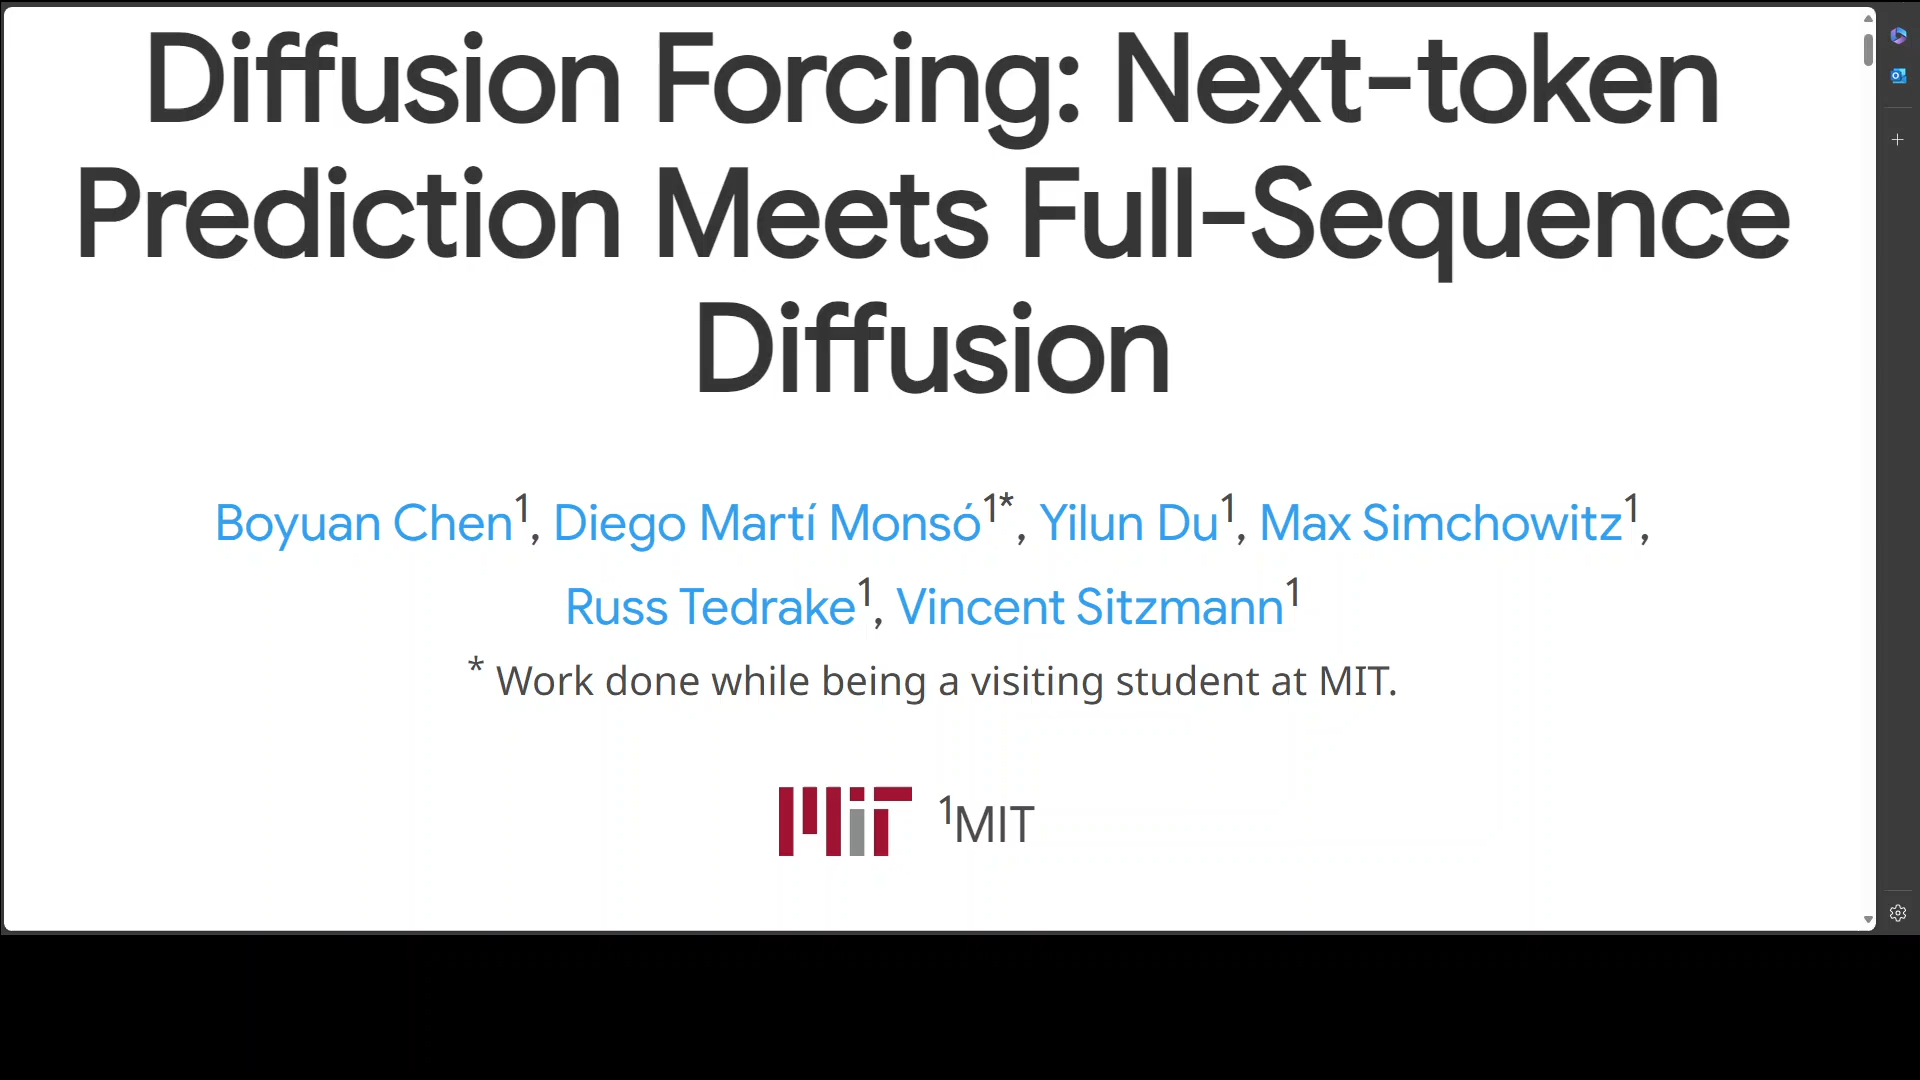 Diffusion Forcing: Next-token
Prediction Meets Full-Sequence
Diffusion
Boyuan Chen1, Diego Martí Monsó1*, Yilun Du1, Max Simchowitz1,
Russ Tedrake1, Vincent Sitzmann1
* Work done while being a visiting student at MIT.
MIT 1MIT